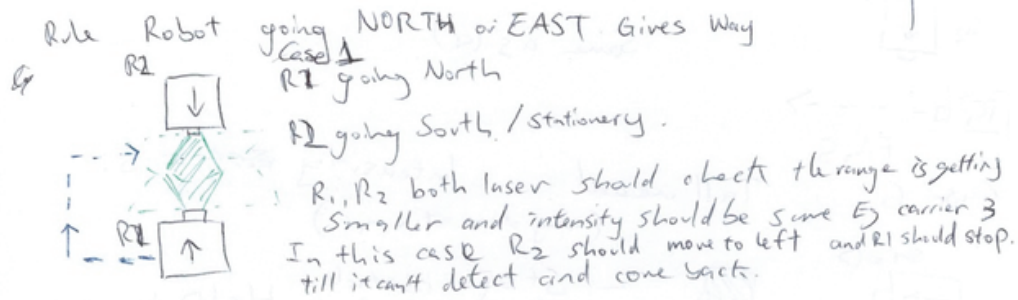 Rule Robot going NORTH or EAST Gives Way
Case 1
R2
R1 going North
R2 going South / stationery.
R1, R2 both laser should check the range is getting
smaller and intensity should be same Eg carrier 3
R1
In this case R2 should move to left and R1 should stop.
till it can't detect and come back.